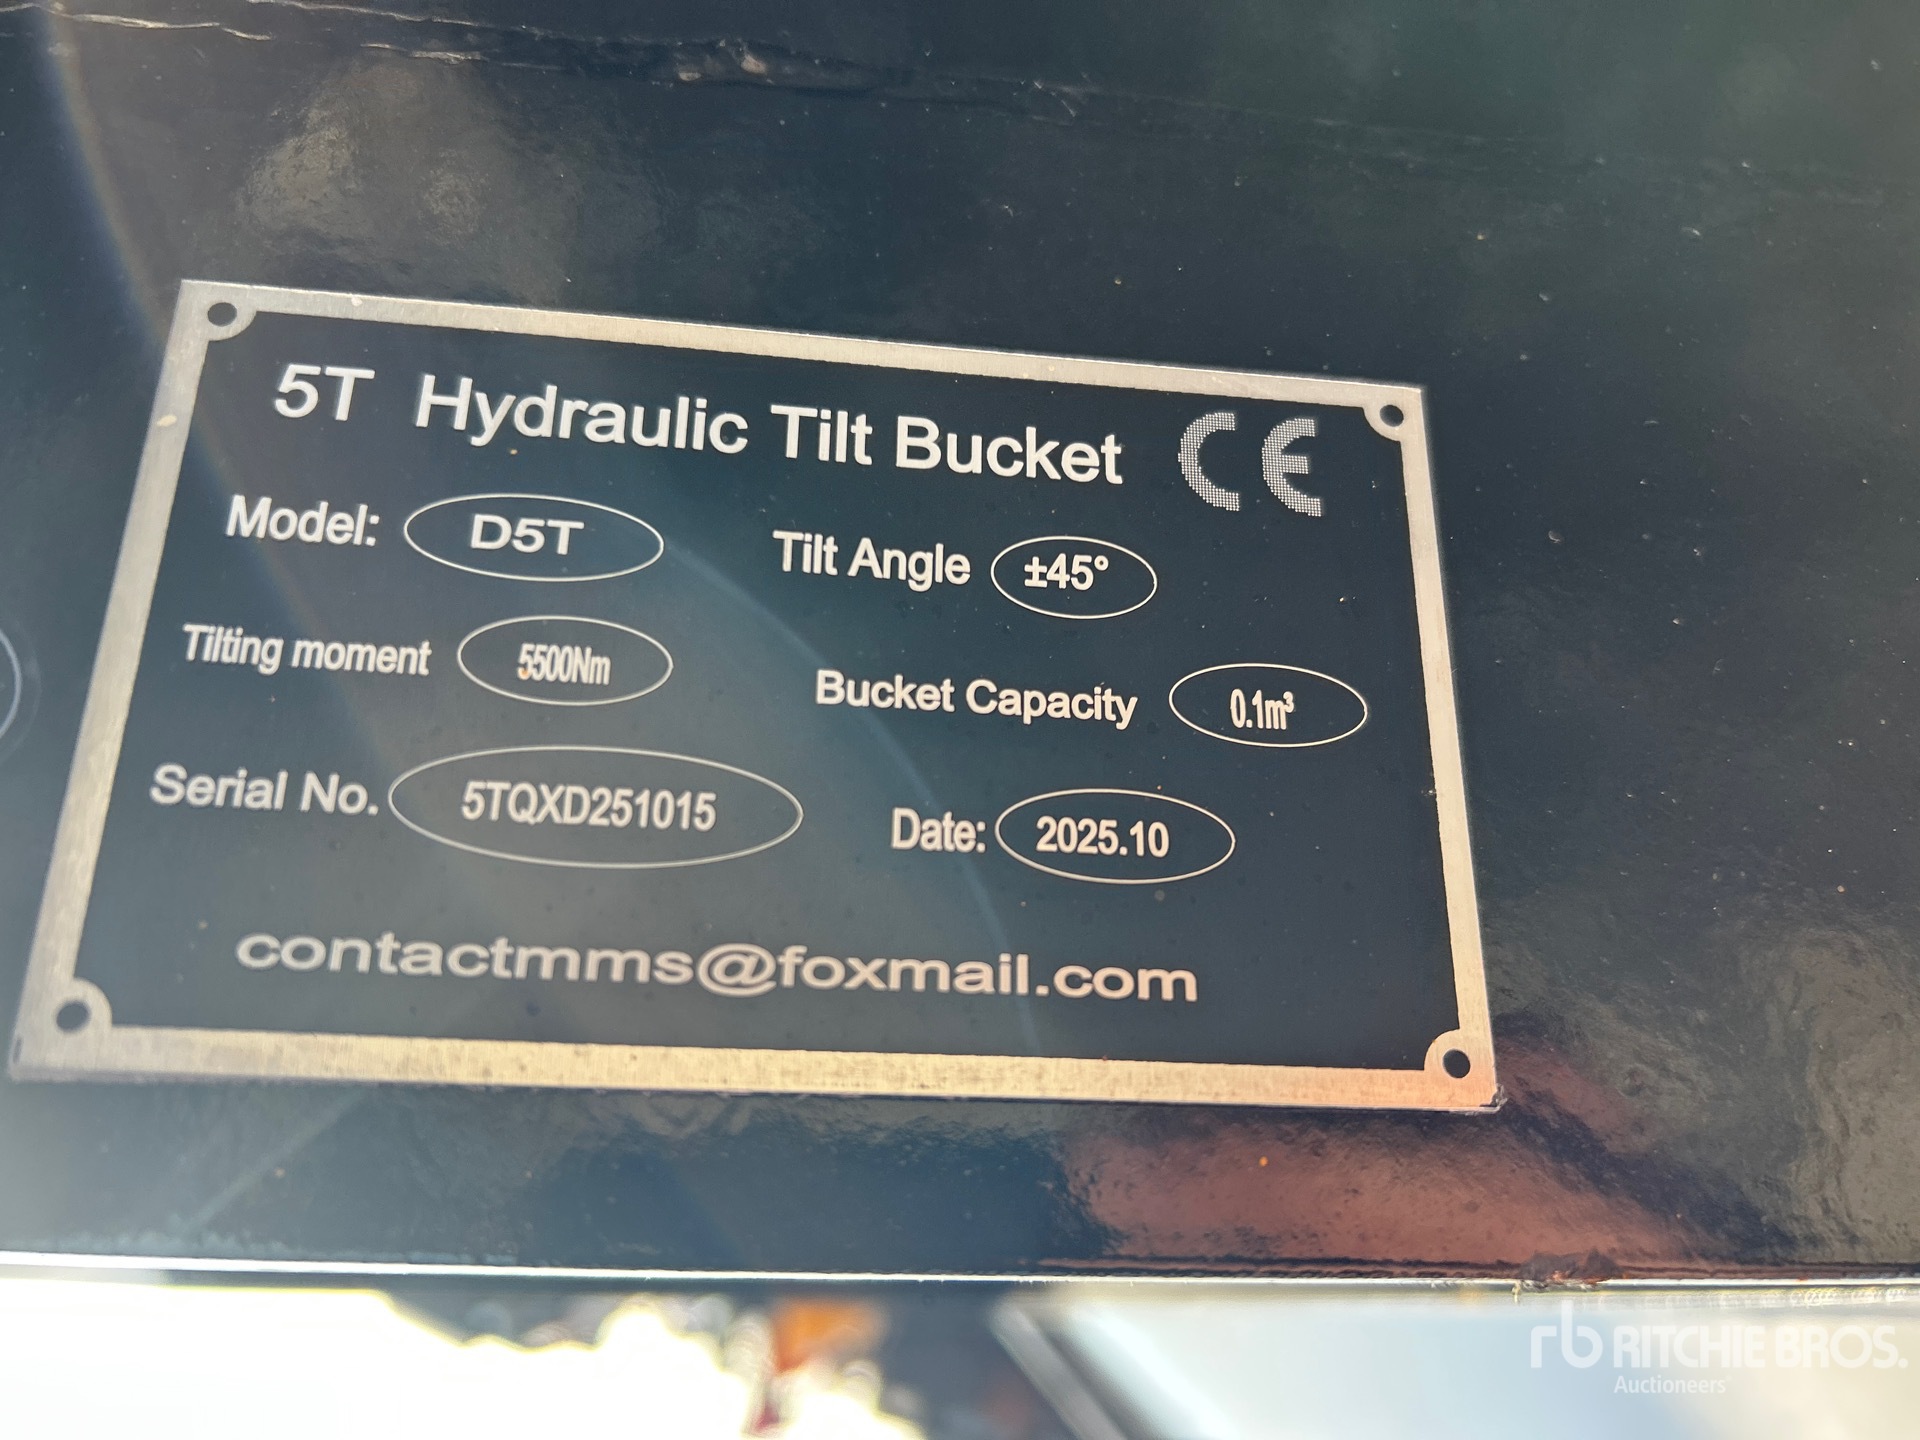 5T Hydraulic Tilt Bucket CE
Model: D5T Tilt Angle ±45°
Tilting moment 5500Nm Bucket Capacity 0.1m³
Serial No. 5TQXD251015 Date: 2025.10
contactmms@foxmail.com
rb RITCHIE BROS.
Auctioneers